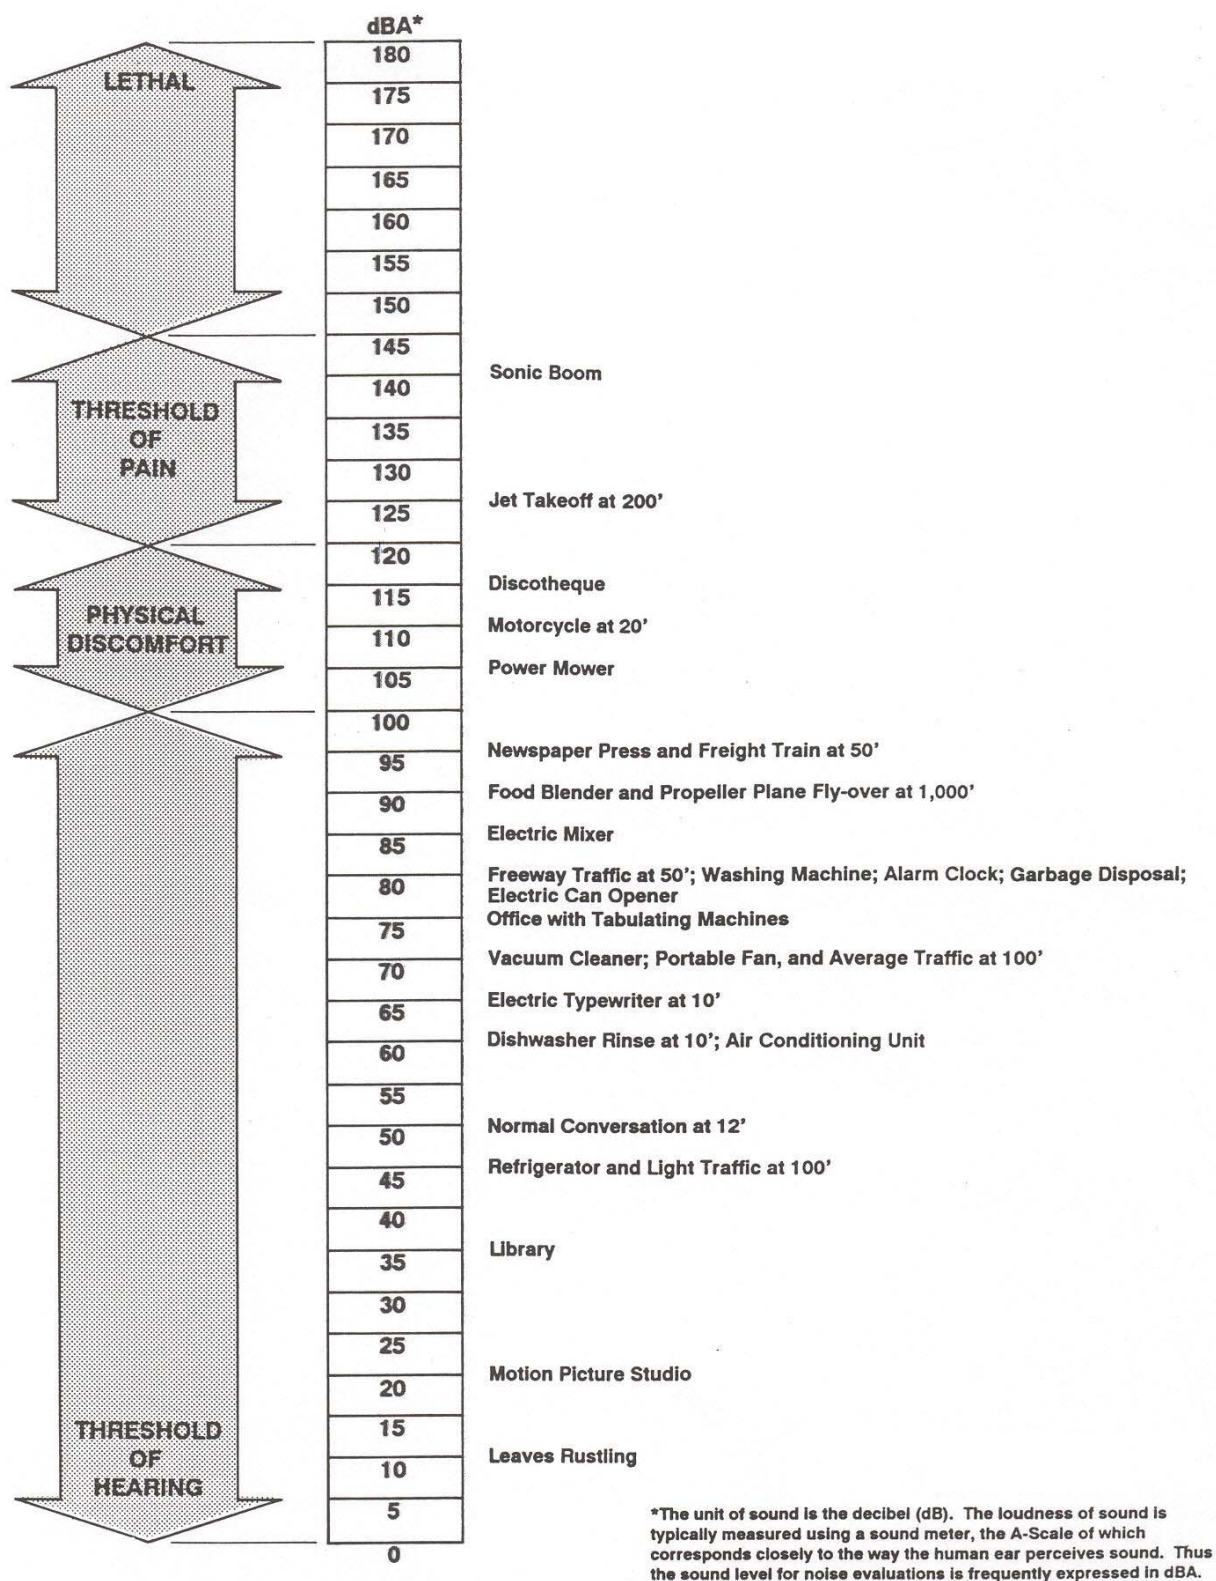 dBA*
LETHAL
180
175
170
165
160
155
150
145
Sonic Boom
140
THRESHOLD
OF
PAIN
135
130
Jet Takeoff at 200'
125
120
Discotheque
115
PHYSICAL
DISCOMFORT
Motorcycle at 20'
110
Power Mower
105
100
Newspaper Press and Freight Train at 50'
95
Food Blender and Propeller Plane Fly-over at 1,000'
90
Electric Mixer
85
Freeway Traffic at 50'; Washing Machine; Alarm Clock; Garbage Disposal;
Electric Can Opener
80
Office with Tabulating Machines
75
Vacuum Cleaner; Portable Fan, and Average Traffic at 100'
70
Electric Typewriter at 10'
65
Dishwasher Rinse at 10'; Air Conditioning Unit
60
55
Normal Conversation at 12'
50
Refrigerator and Light Traffic at 100'
45
40
Library
35
30
25
Motion Picture Studio
20
15
THRESHOLD
OF
HEARING
Leaves Rustling
10
5
0
*The unit of sound is the decibel (dB). The loudness of sound is
typically measured using a sound meter, the A-Scale of which
corresponds closely to the way the human ear perceives sound. Thus
the sound level for noise evaluations is frequently expressed in dBA.